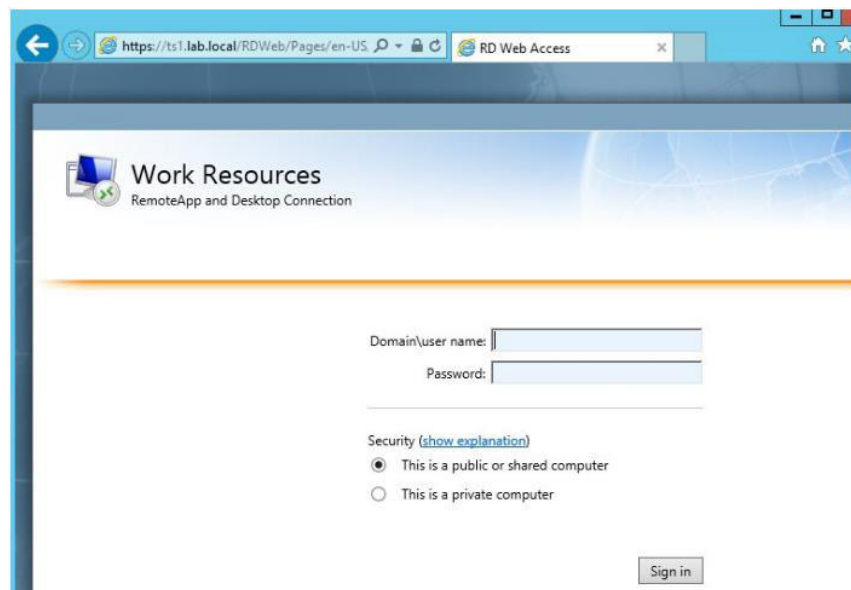 https://ts1.lab.local/RDWeb/Pages/en-US
RD Web Access
Work Resources
RemoteApp and Desktop Connection
Domain\user name:
Password:
Security (show explanation)
This is a public or shared computer
This is a private computer
Sign in